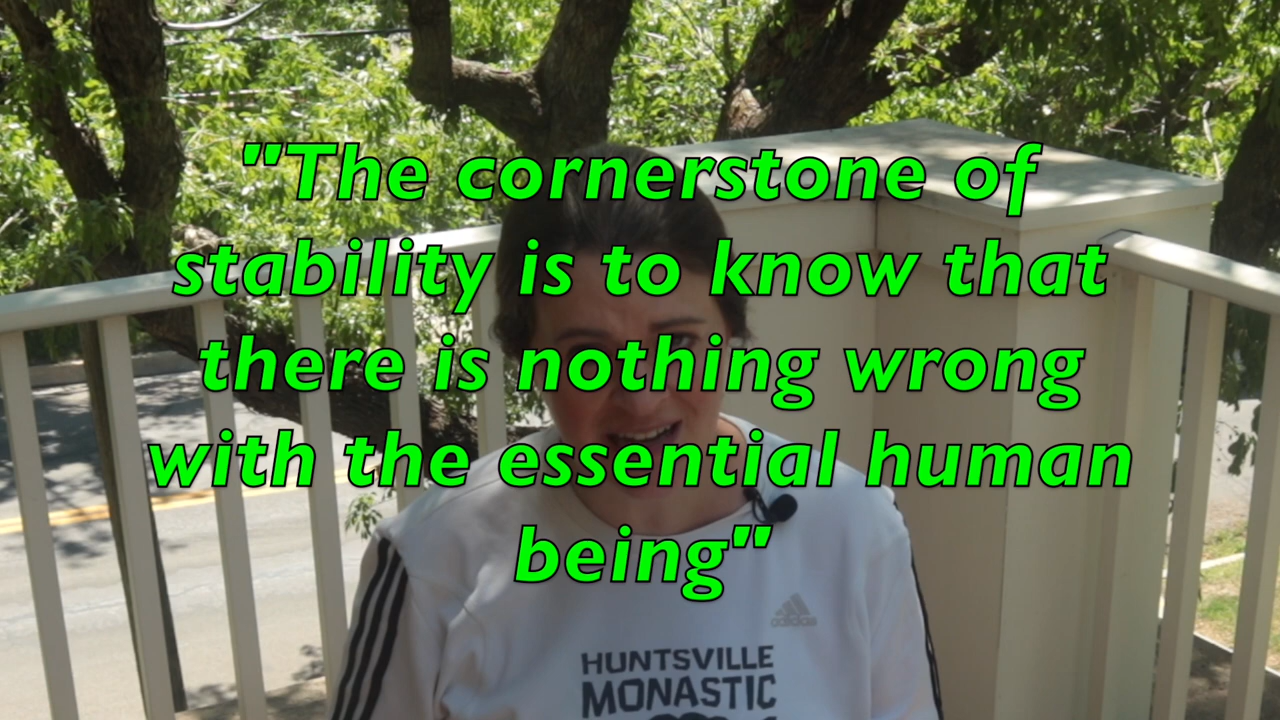 "The cornerstone of
stability is to know that
there is nothing wrong
with the essential human
being"
adidas
HUNTSVILLE
MONASTIC